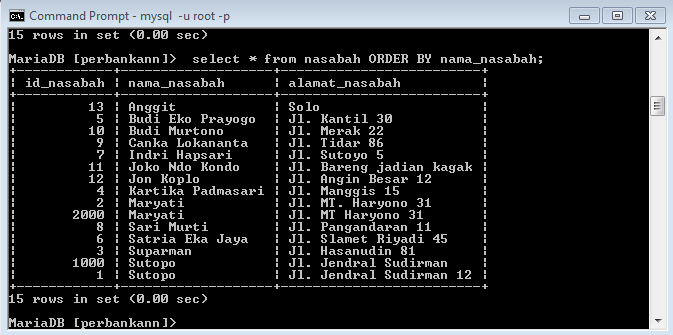 Command Prompt - mysql -u root -p
15 rows in set (0.00 sec)
MariaDB [perbankann]> select * from nasabah ORDER BY nama_nasabah;
+------------+-------------------+-------------------------+
| id_nasabah | nama_nasabah      | alamat_nasabah          |
+------------+-------------------+-------------------------+
|         13 | Anggit            | Solo                    |
|          5 | Budi Eko Prayogo  | Jl. Kantil 30           |
|         10 | Budi Murtono      | Jl. Merak 22            |
|          9 | Canka Lokananta   | Jl. Tidar 86            |
|          7 | Indri Hapsari     | Jl. Sutoyo 5            |
|         11 | Joko Ndo Kondo    | Jl. Bareng jadian kagak |
|         12 | Jon Koplo         | Jl. Angin Besar 12      |
|          4 | Kartika Padmasari | Jl. Manggis 15          |
|          2 | Maryati           | Jl. MT. Haryono 31      |
|       2000 | Maryati           | Jl. MT Haryono 31       |
|          8 | Sari Murti        | Jl. Pangandaran 11      |
|          6 | Satria Eka Jaya   | Jl. Slamet Riyadi 45    |
|          3 | Suparman          | Jl. Hasanudin 81        |
|       1000 | Sutopo            | Jl. Jendral Sudirman    |
|          1 | Sutopo            | Jl. Jendral Sudirman 12 |
+------------+-------------------+-------------------------+
15 rows in set (0.00 sec)
MariaDB [perbankann]>